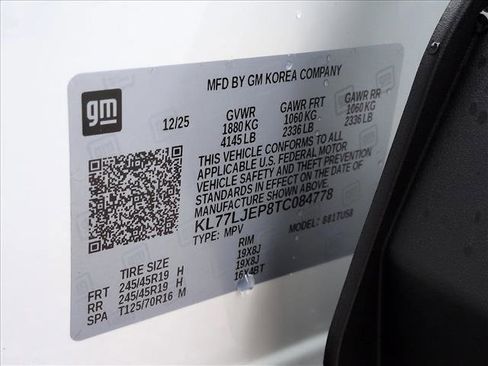 MFD BY GM KOREA COMPANY
gm
12/25
GVWR GAWR FRT GAWR RR
1880 KG 1060 KG 1060 KG
4145 LB 2336 LB 2336 LB
THIS VEHICLE CONFORMS TO ALL
APPLICABLE U.S. FEDERAL MOTOR
VEHICLE SAFETY AND THEFT PREVENTION
STANDARDS IN EFFECT ON THE DATE OF
MANUFACTURE SHOWN ABOVE.
KL77LJEP8TC084778
TYPE: MPV MODEL: 881TUS8
TIRE SIZE RIM
FRT 245/45R19 H 19X8J
RR 245/45R19 H 19X8J
SPA T125/70R16 M 16X4BT